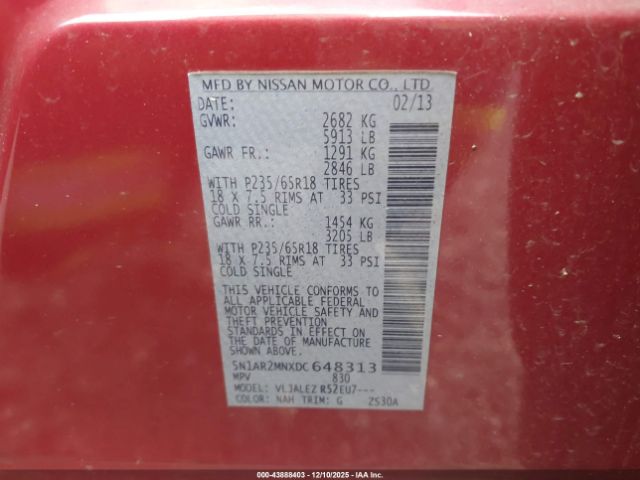 MFD BY NISSAN MOTOR CO., LTD
DATE: 02/13
GVWR: 2682 KG
5913 LB
GAWR FR.: 1291 KG
2846 LB
WITH P235/65R18 TIRES
18 X 7.5 RIMS AT 33 PSI
COLD SINGLE
GAWR RR.: 1454 KG
3205 LB
WITH P235/65R18 TIRES
18 X 7.5 RIMS AT 33 PSI
COLD SINGLE
THIS VEHICLE CONFORMS TO
ALL APPLICABLE FEDERAL
MOTOR VEHICLE SAFETY AND
THEFT PREVENTION
STANDARDS IN EFFECT ON THE
DATE OF MANUFACTURE
SHOWN ABOVE.
5N1AR2MNXDC648313
MPV 830
MODEL: VLJALEZ R52EU7---
COLOR: NAH TRIM: G ZS30A
000-43888403 - 12/10/2025 - IAA Inc.